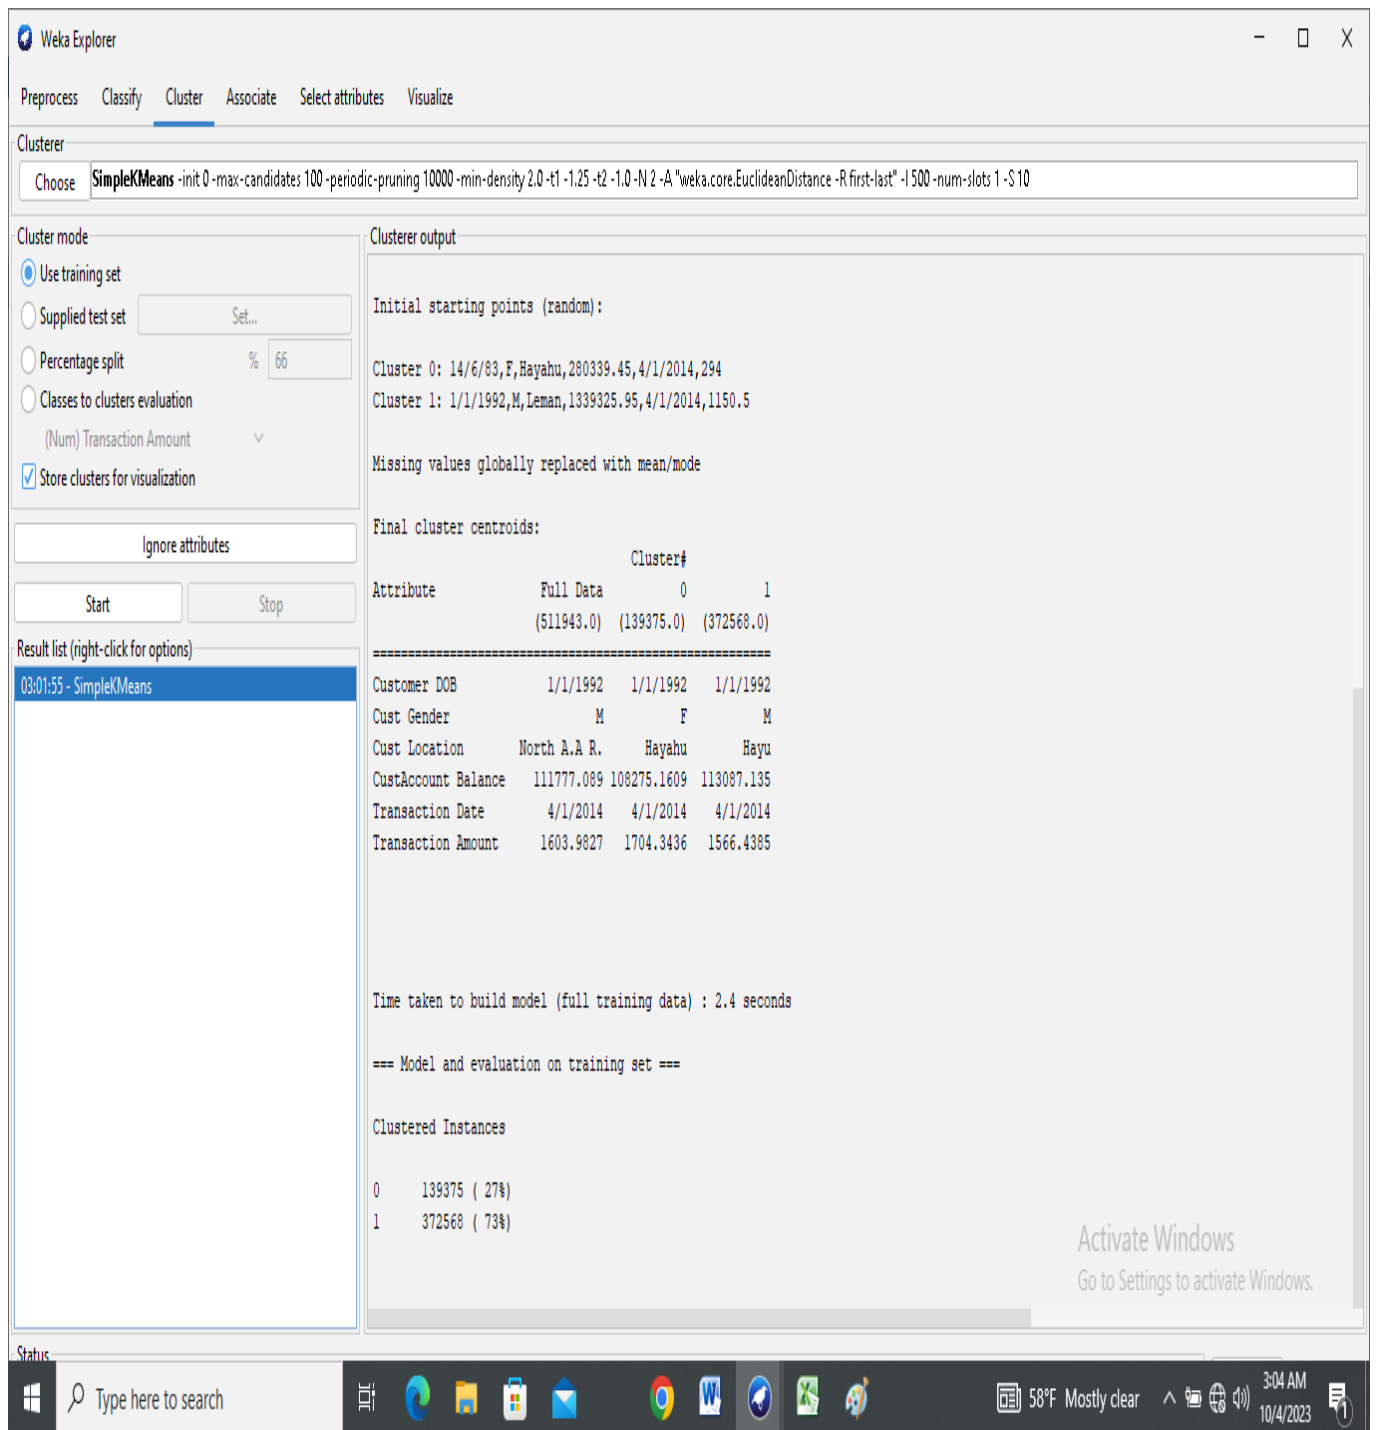 Weka Explorer
Preprocess Classify Cluster Associate Select attributes Visualize
Clusterer
Choose SimpleKMeans -init 0 -max-candidates 100 -periodic-pruning 10000 -min-density 2.0 -t1 -1.25 -t2 -1.0 -N 2 -A "weka.core.EuclideanDistance -R first-last" -I 500 -num-slots 1 -S 10
Cluster mode
Use training set
Supplied test set Set...
Percentage split % 66
Classes to clusters evaluation
(Num) Transaction Amount
Store clusters for visualization
Ignore attributes
Start Stop
Result list (right-click for options)
03:01:55 - SimpleKMeans
Clusterer output
Initial starting points (random):
Cluster 0: 14/6/83,F,Hayahu,280339.45,4/1/2014,294
Cluster 1: 1/1/1992,M,Leman,1339325.95,4/1/2014,1150.5
Missing values globally replaced with mean/mode
Final cluster centroids:
Cluster#
Attribute Full Data 0 1
(511943.0) (139375.0) (372568.0)
=========================================================
Customer DOB 1/1/1992 1/1/1992 1/1/1992
Cust Gender M F M
Cust Location North A.A R. Hayahu Hayu
CustAccount Balance 111777.089 108275.1609 113087.135
Transaction Date 4/1/2014 4/1/2014 4/1/2014
Transaction Amount 1603.9827 1704.3436 1566.4385
Time taken to build model (full training data) : 2.4 seconds
=== Model and evaluation on training set ===
Clustered Instances
0 139375 ( 27%)
1 372568 ( 73%)
Activate Windows
Go to Settings to activate Windows.
Status
Type here to search
58°F Mostly clear
3:04 AM
10/4/2023
1